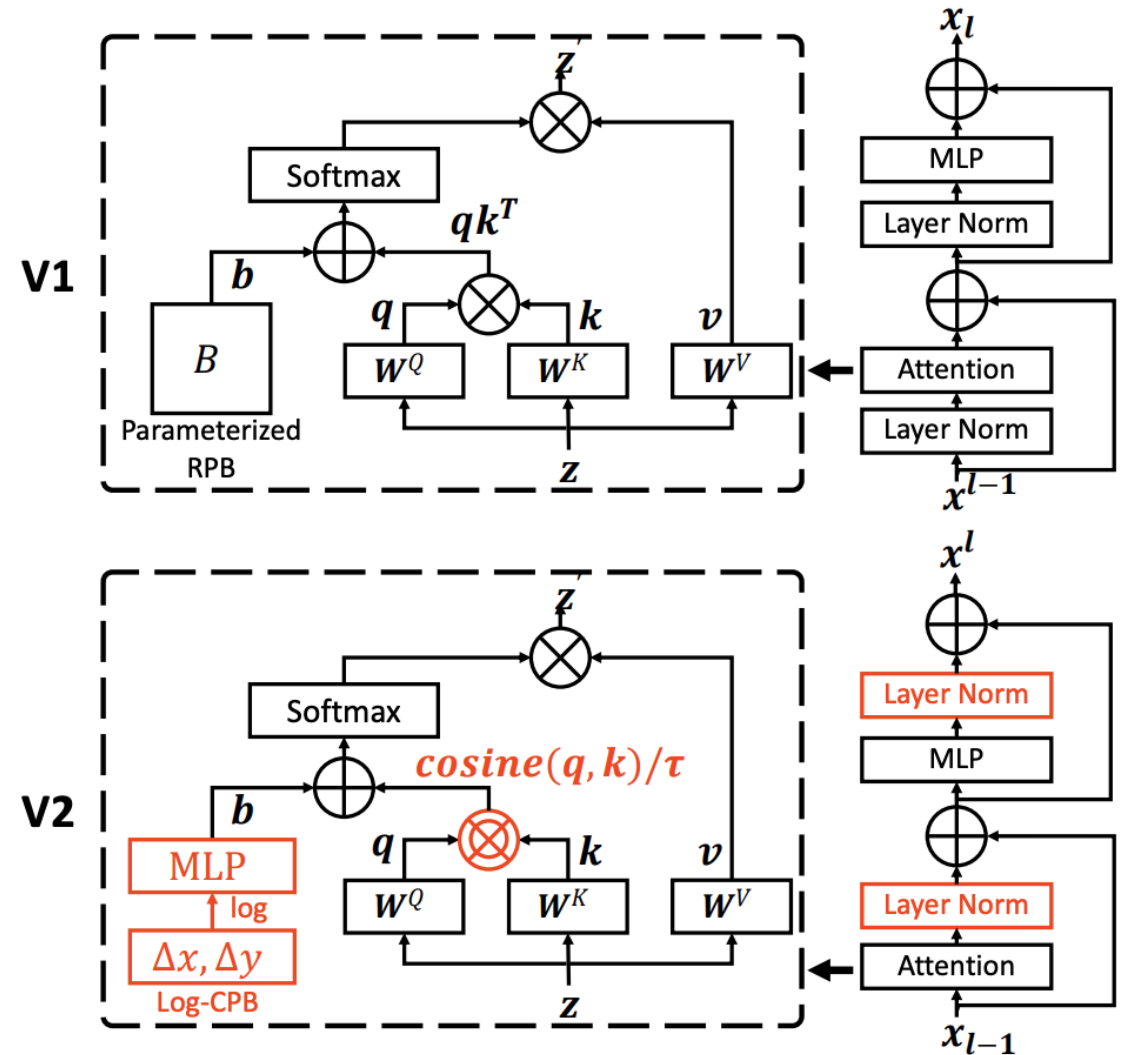 V1
z′
Softmax
qkᵀ
b
q
k
v
B
W^Q
W^K
W^V
Parameterized
RPB
z
x_l
MLP
Layer Norm
Attention
Layer Norm
x^{l−1}
V2
z′
Softmax
cosine(q, k)/τ
b
q
k
v
MLP
log
Δx, Δy
Log-CPB
W^Q
W^K
W^V
z
x^l
Layer Norm
MLP
Layer Norm
Attention
x_{l−1}